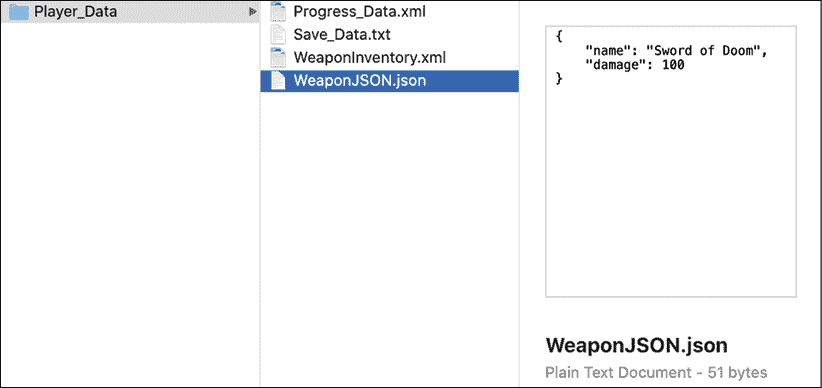 Player_Data
Progress_Data.xml
Save_Data.txt
WeaponInventory.xml
WeaponJSON.json
{
    "name": "Sword of Doom",
    "damage": 100
}
WeaponJSON.json
Plain Text Document - 51 bytes